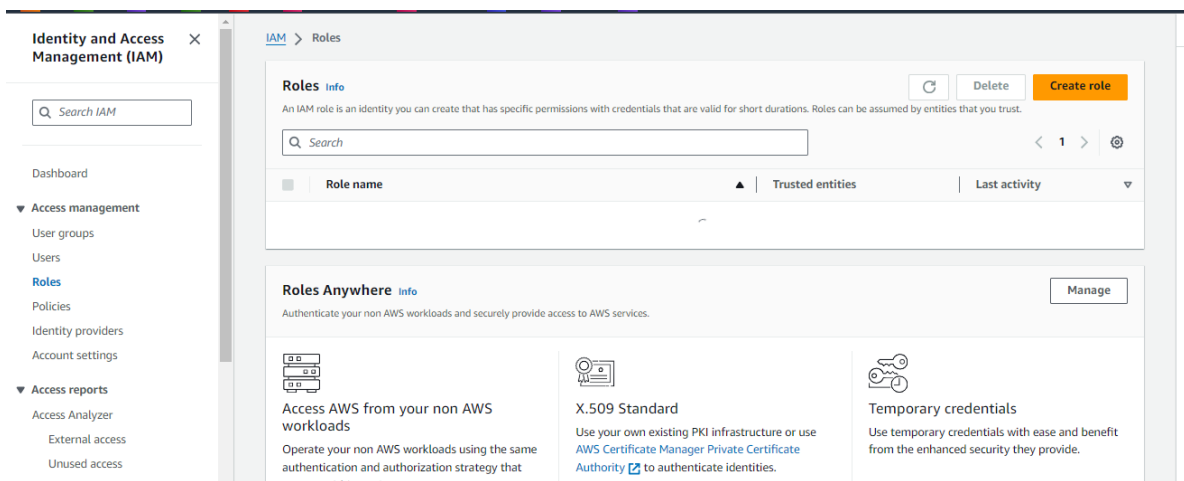 Identity and Access
Management (IAM)
Search IAM
Dashboard
Access management
User groups
Users
Roles
Policies
Identity providers
Account settings
Access reports
Access Analyzer
External access
Unused access
IAM > Roles
Roles Info
Delete
Create role
An IAM role is an identity you can create that has specific permissions with credentials that are valid for short durations. Roles can be assumed by entities that you trust.
Search
1
Role name
Trusted entities
Last activity
Roles Anywhere Info
Manage
Authenticate your non AWS workloads and securely provide access to AWS services.
Access AWS from your non AWS
workloads
Operate your non AWS workloads using the same
authentication and authorization strategy that
X.509 Standard
Use your own existing PKI infrastructure or use
AWS Certificate Manager Private Certificate
Authority to authenticate identities.
Temporary credentials
Use temporary credentials with ease and benefit
from the enhanced security they provide.